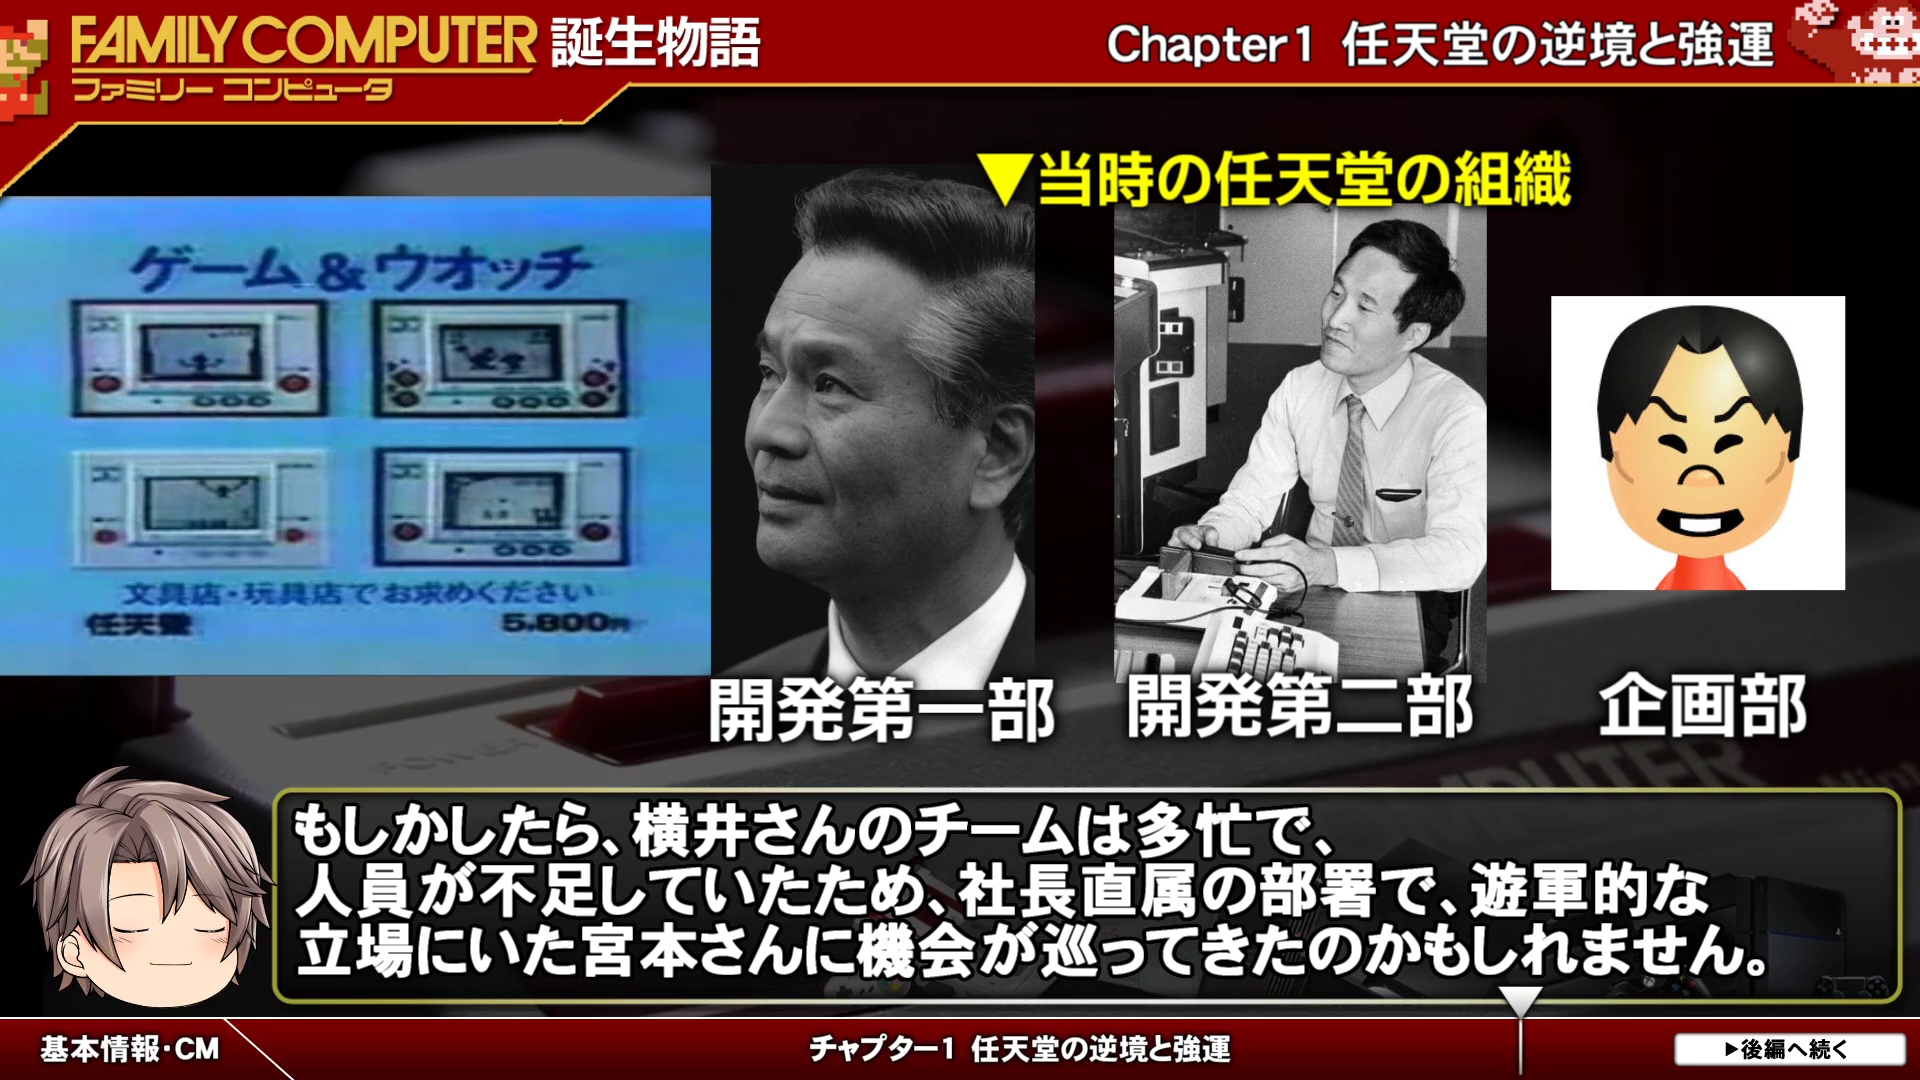 FAMILY COMPUTER 誕生物語
ファミリー コンピュータ
Chapter1 任天堂の逆境と強運
▼当時の任天堂の組織
ゲーム&ウオッチ
文具店・玩具店でお求めください
任天堂 5,800円
開発第一部 開発第二部 企画部
POWER
もしかしたら、横井さんのチームは多忙で、
人員が不足していたため、社長直属の部署で、遊軍的な
立場にいた宮本さんに機会が巡ってきたのかもしれません。
基本情報・CM
チャプター1 任天堂の逆境と強運
▶後編へ続く